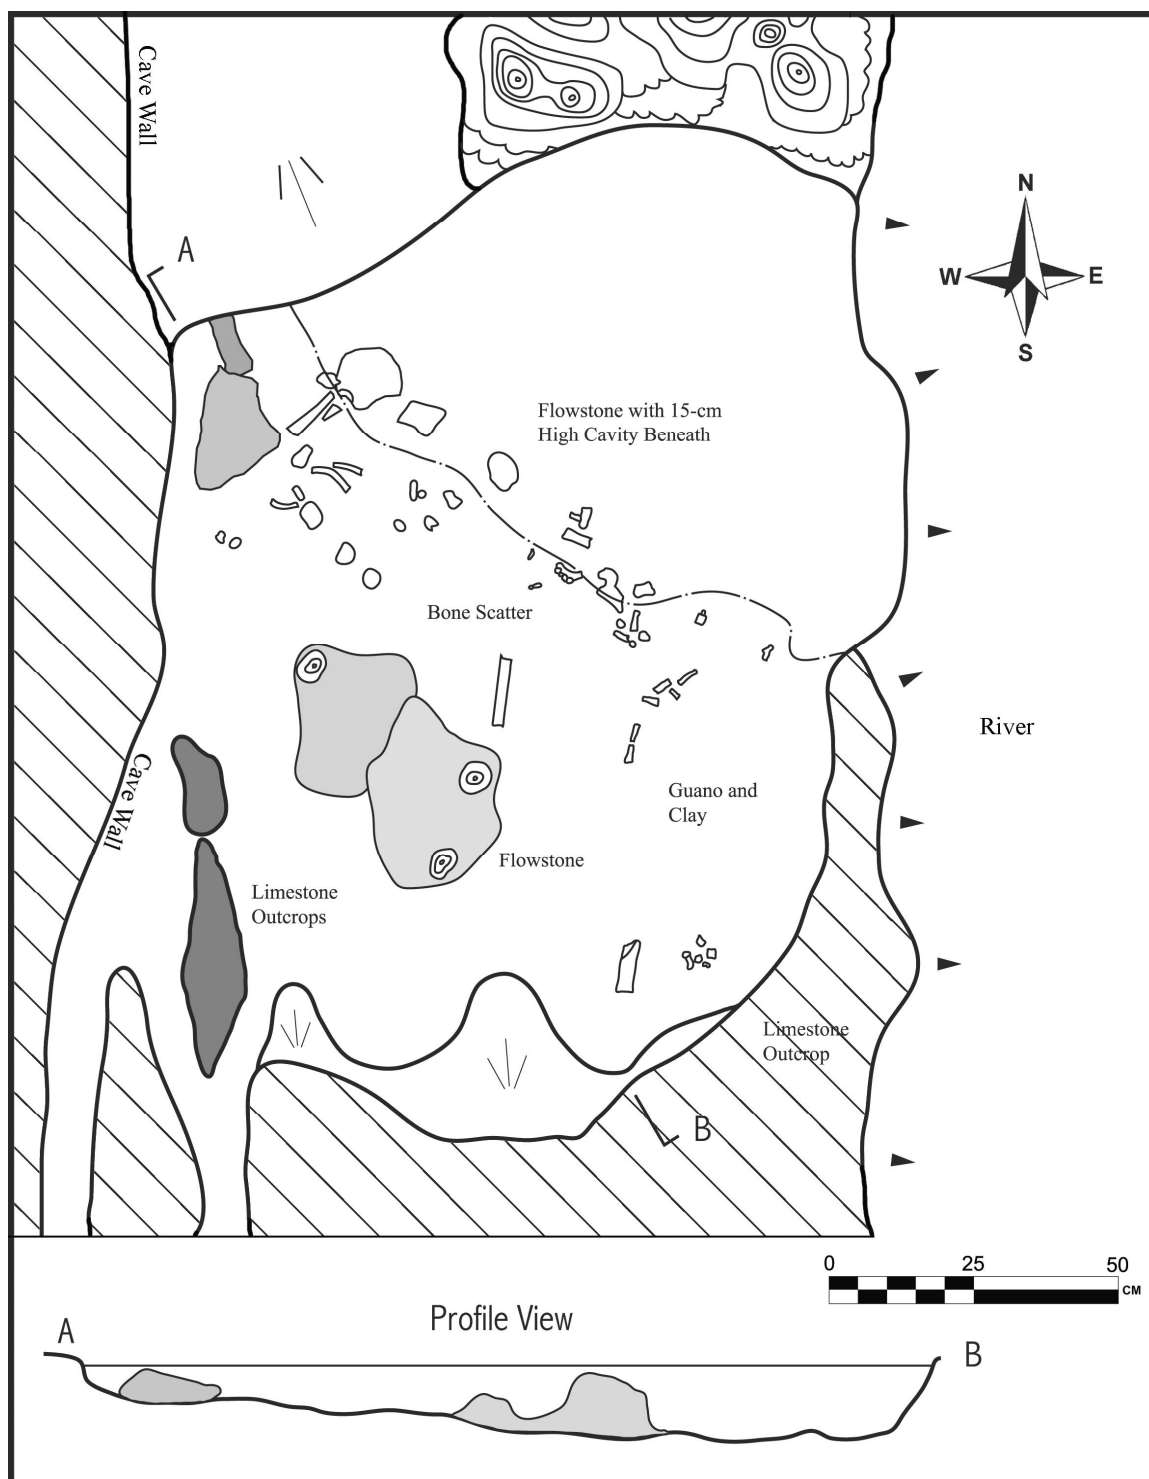 Cave Wall
A
N
W
E
S
Flowstone with 15-cm
High Cavity Beneath
Bone Scatter
River
Cave Wall
Guano and
Clay
Flowstone
Limestone
Outcrops
Limestone
Outcrop
B
0 25 50
CM
Profile View
A
B